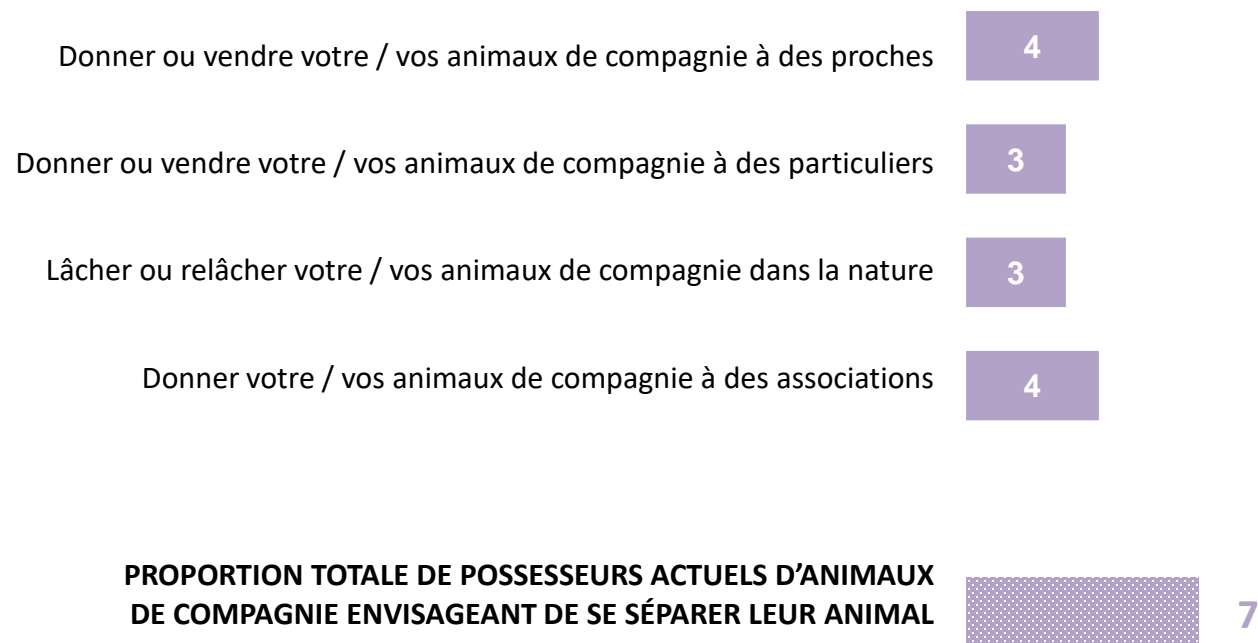 Donner ou vendre votre / vos animaux de compagnie à des proches 4
Donner ou vendre votre / vos animaux de compagnie à des particuliers 3
Lâcher ou relâcher votre / vos animaux de compagnie dans la nature 3
Donner votre / vos animaux de compagnie à des associations 4
PROPORTION TOTALE DE POSSESSEURS ACTUELS D’ANIMAUX
DE COMPAGNIE ENVISAGEANT DE SE SÉPARER LEUR ANIMAL 7